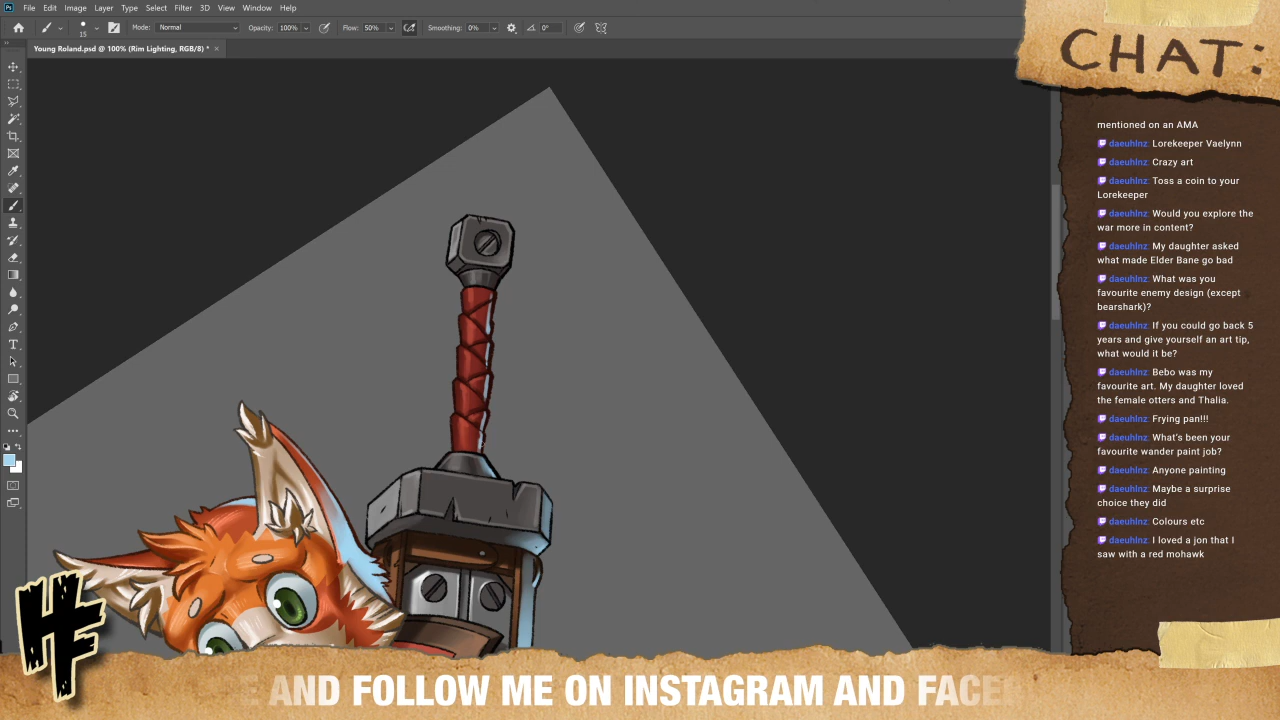 File Edit Image Layer Type Select Filter 3D View Window Help
15 Mode: Normal Opacity: 100% Flow: 50% Smoothing: 0% 0°
Young Roland.psd @ 100% (Rim Lighting, RGB/8) * ×
CHAT:
mentioned on an AMA
daeuhlnz: Lorekeeper Vaelynn
daeuhlnz: Crazy art
daeuhlnz: Toss a coin to your
Lorekeeper
daeuhlnz: Would you explore the
war more in content?
daeuhlnz: My daughter asked
what made Elder Bane go bad
daeuhlnz: What was you
favourite enemy design (except
bearshark)?
daeuhlnz: If you could go back 5
years and give yourself an art tip,
what would it be?
daeuhlnz: Bebo was my
favourite art. My daughter loved
the female otters and Thalia.
daeuhlnz: Frying pan!!!
daeuhlnz: What's been your
favourite wander paint job?
daeuhlnz: Anyone painting
daeuhlnz: Maybe a surprise
choice they did
daeuhlnz: Colours etc
daeuhlnz: I loved a jon that I
saw with a red mohawk
HF
E AND FOLLOW ME ON INSTAGRAM AND FACE